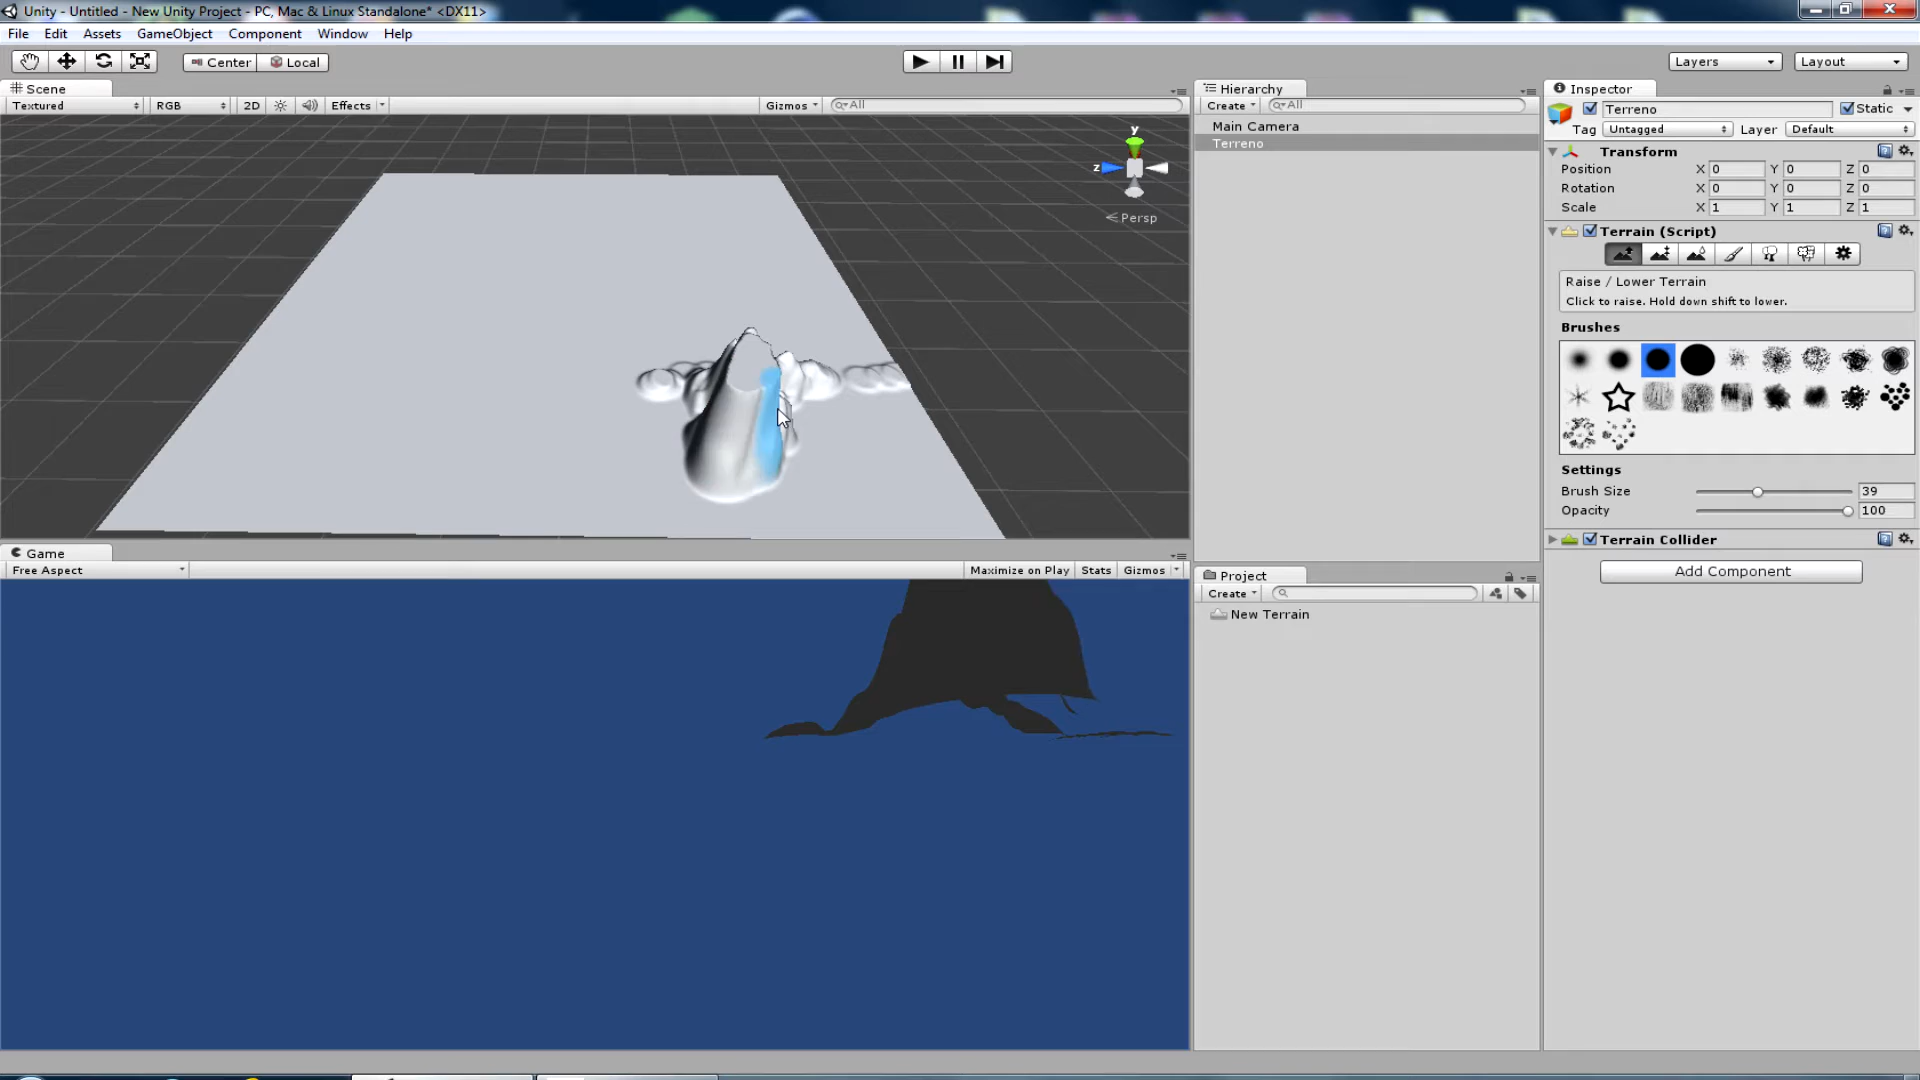 Unity - Untitled - New Unity Project - PC, Mac & Linux Standalone* <DX11>
File Edit Assets GameObject Component Window Help
Center Local
Layers Layout
Scene
Textured RGB 2D Effects Gizmos All
y
z
Persp
Hierarchy
Create All
Main Camera
Terreno
Inspector
Terreno Static
Tag Untagged Layer Default
Transform
Position X 0 Y 0 Z 0
Rotation X 0 Y 0 Z 0
Scale X 1 Y 1 Z 1
Terrain (Script)
Raise / Lower Terrain
Click to raise. Hold down shift to lower.
Brushes
Settings
Brush Size 39
Opacity 100
Terrain Collider
Add Component
Game
Free Aspect Maximize on Play Stats Gizmos
Project
Create
New Terrain